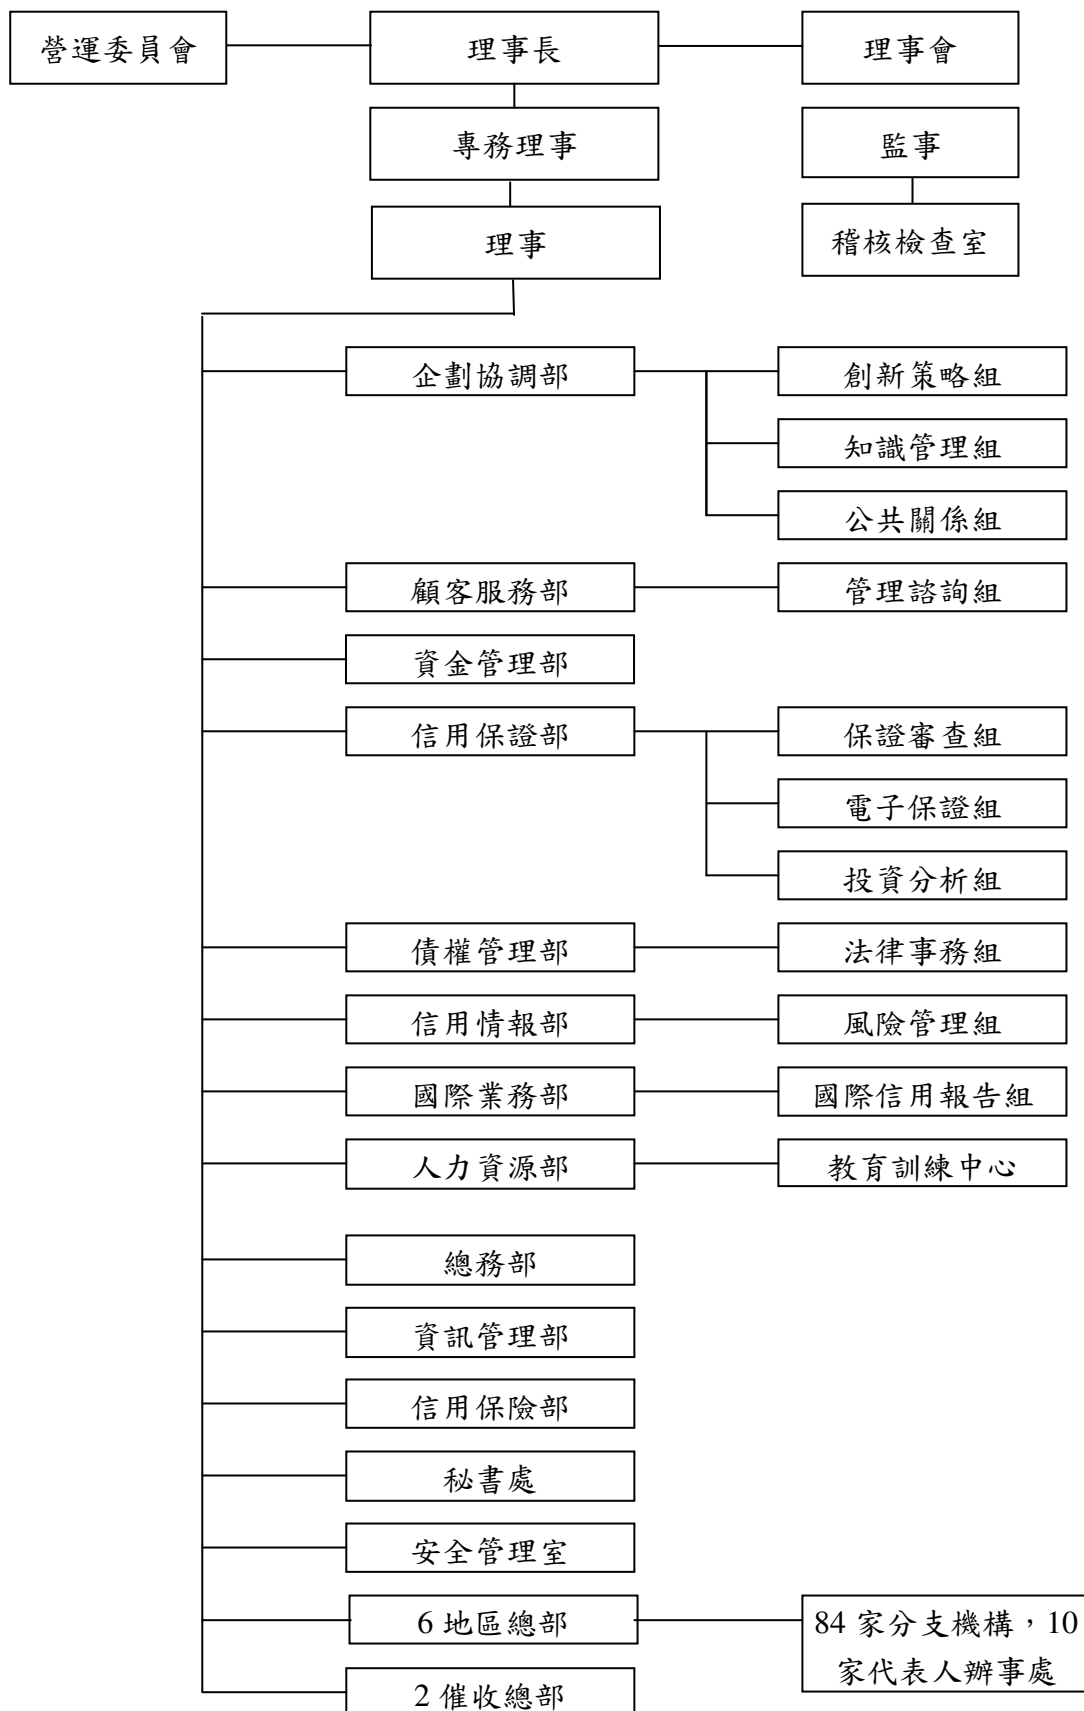 營運委員會
理事長
理事會
專務理事
監事
理事
稽核檢查室
企劃協調部
創新策略組
知識管理組
公共關係組
顧客服務部
管理諮詢組
資金管理部
信用保證部
保證審查組
電子保證組
投資分析組
債權管理部
法律事務組
信用情報部
風險管理組
國際業務部
國際信用報告組
人力資源部
教育訓練中心
總務部
資訊管理部
信用保險部
秘書處
安全管理室
6 地區總部
84 家分支機構，10
家代表人辦事處
2 催收總部